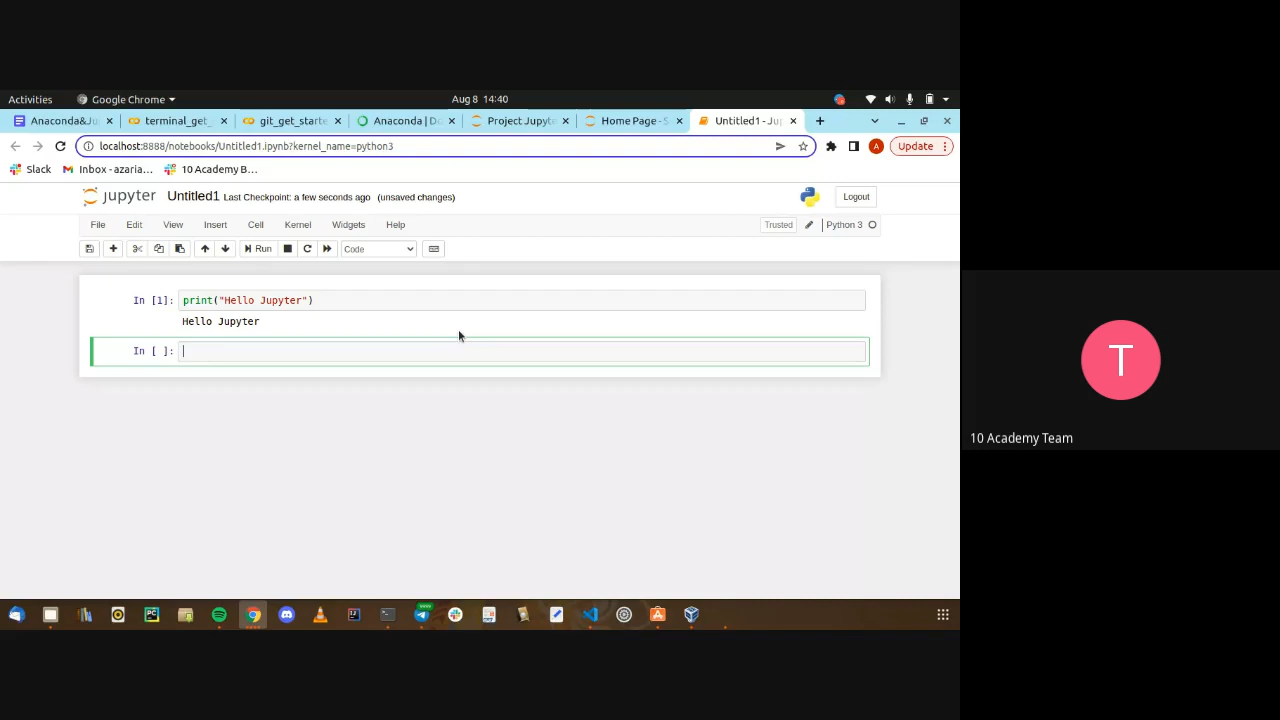 Activities Google Chrome Aug 8 14:40
Anaconda&Ju terminal_get_ git_get_starte Anaconda | Do Project Jupyte Home Page - S Untitled1 - Jup
localhost:8888/notebooks/Untitled1.ipynb?kernel_name=python3 A Update
Slack Inbox - azaria... 10 Academy B...
jupyter Untitled1 Last Checkpoint: a few seconds ago (unsaved changes) Logout
File Edit View Insert Cell Kernel Widgets Help Trusted Python 3
Run Code
In [1]: print("Hello Jupyter")
Hello Jupyter
In [ ]:
T
10 Academy Team